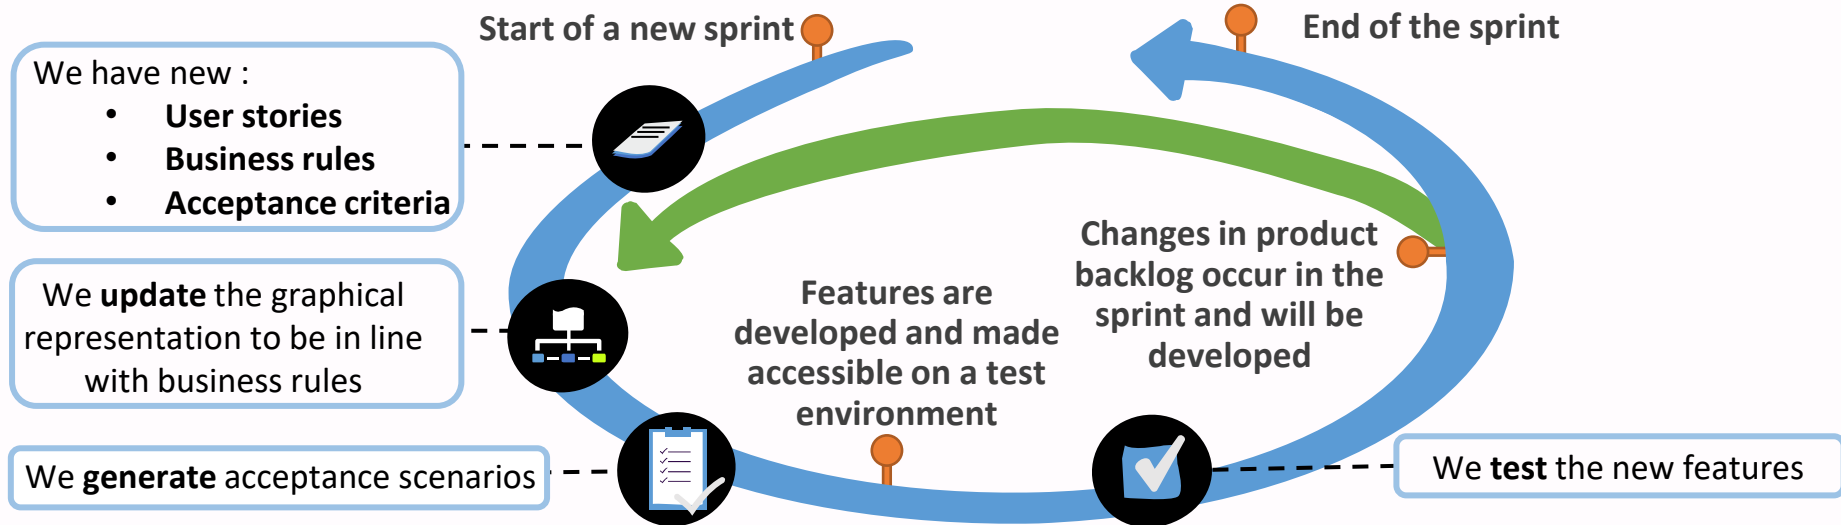 Start of a new sprint
End of the sprint
We have new :
• User stories
• Business rules
• Acceptance criteria
We update the graphical
representation to be in line
with business rules
We generate acceptance scenarios
Features are
developed and made
accessible on a test
environment
Changes in product
backlog occur in the
sprint and will be
developed
We test the new features